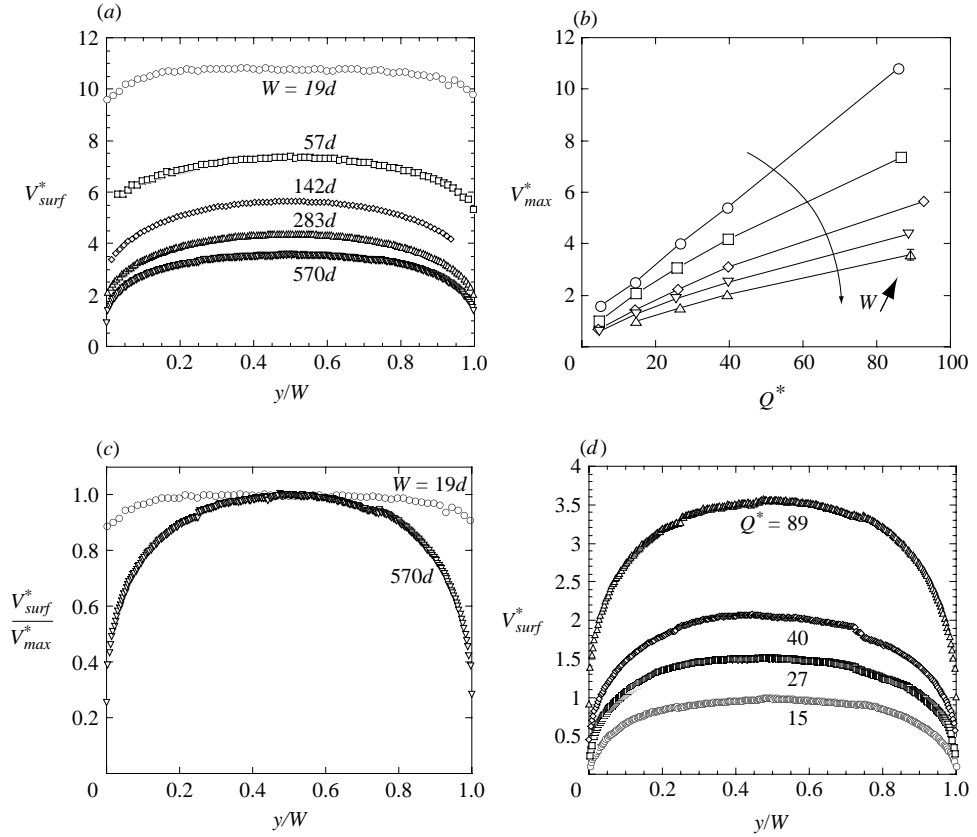 (a)
12
10
8
6
4
2
0
V*surf
W = 19d
57d
142d
283d
570d
0.2 0.4 0.6 0.8 1.0
y/W
(b)
12
10
8
6
4
2
0
V*max
W
20 40 60 80 100
Q*
(c)
1.0
0.8
0.6
0.4
0.2
0
V*surf
V*max
W = 19d
570d
0.2 0.4 0.6 0.8 1.0
y/W
(d)
4
3.5
3
2.5
2
1.5
1
0.5
0
V*surf
Q* = 89
40
27
15
0.2 0.4 0.6 0.8 1.0
y/W